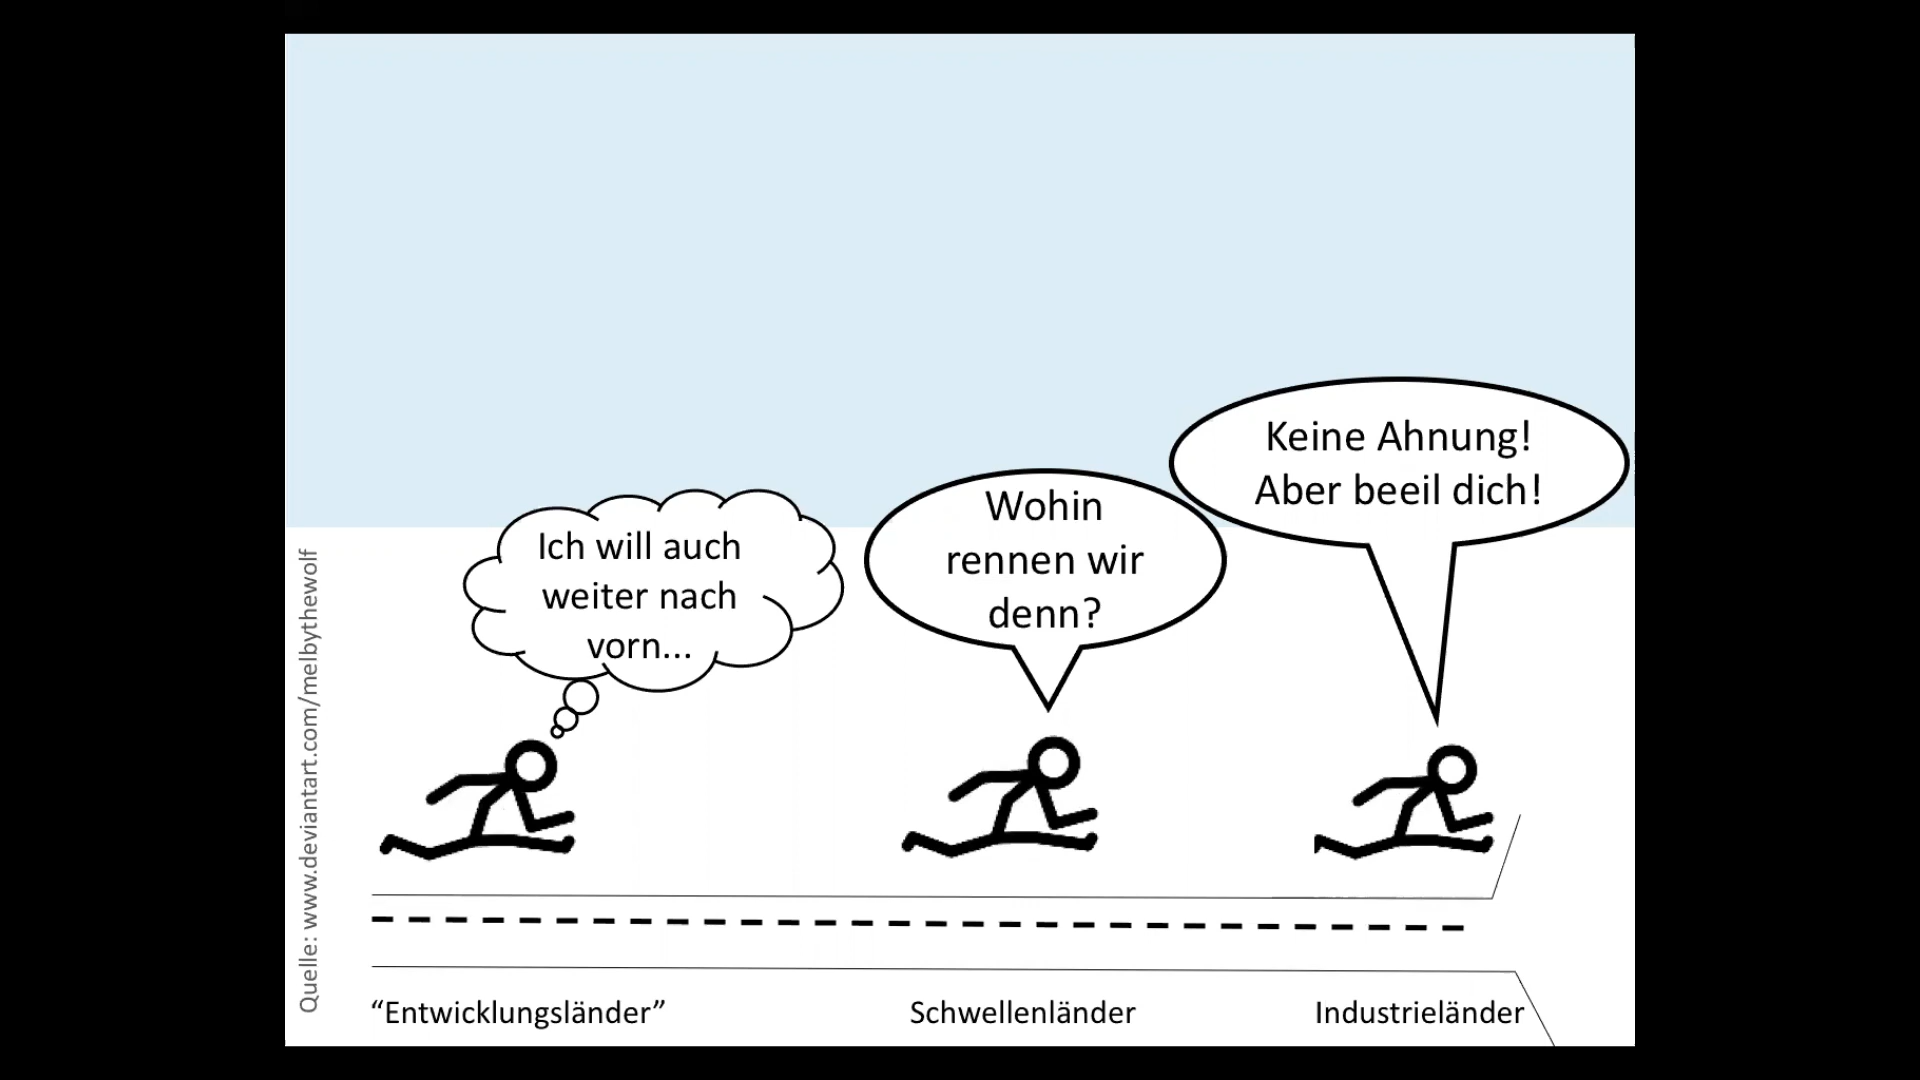 Keine Ahnung!
Aber beeil dich!
Wohin
rennen wir
denn?
Ich will auch
weiter nach
vorn...
Quelle: www.deviantart.com/melbythewolf
“Entwicklungsländer”
Schwellenländer
Industrieländer